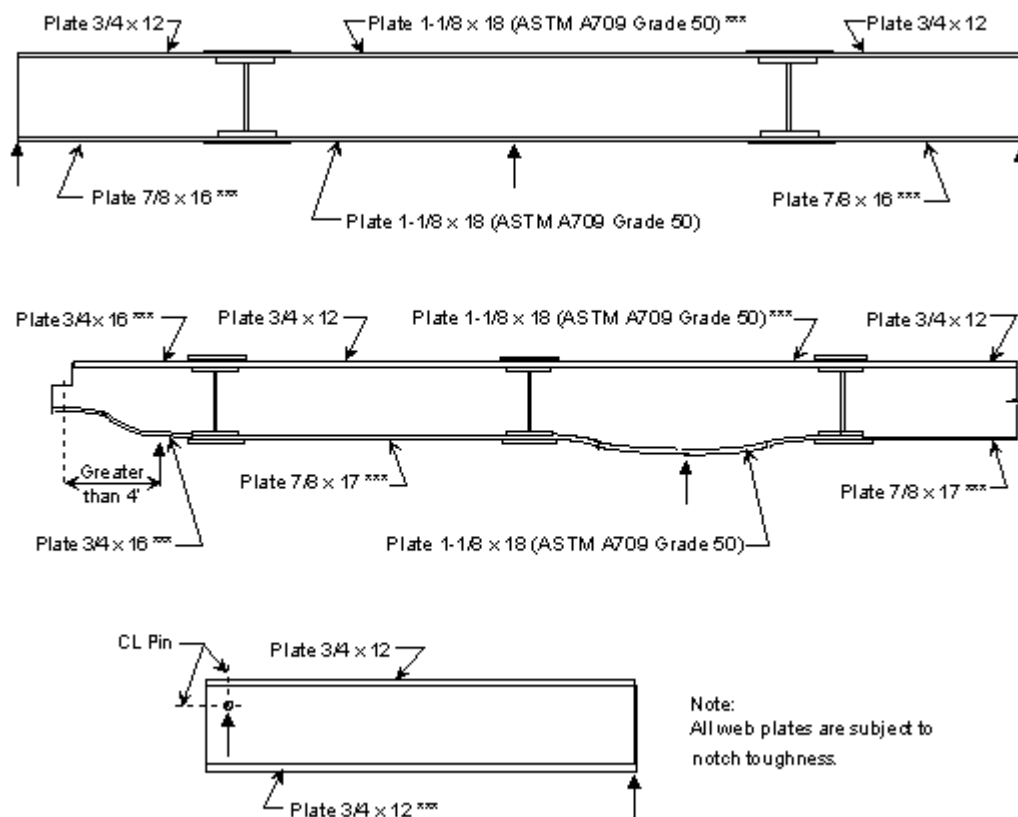 Plate 3/4 x 12
Plate 1-1/8 x 18 (ASTM A709 Grade 50) ***
Plate 3/4 x 12
Plate 7/8 x 16 ***
Plate 7/8 x 16 ***
Plate 1-1/8 x 18 (ASTM A709 Grade 50)
Plate 3/4 x 16 ***
Plate 3/4 x 12
Plate 1-1/8 x 18 (ASTM A709 Grade 50) ***
Plate 3/4 x 12
Greater
than 4'
Plate 7/8 x 17 ***
Plate 7/8 x 17 ***
Plate 3/4 x 16 ***
Plate 1-1/8 x 18 (ASTM A709 Grade 50)
CL Pin
Plate 3/4 x 12
Note:
All web plates are subject to
notch toughness.
Plate 3/4 x 12 ***